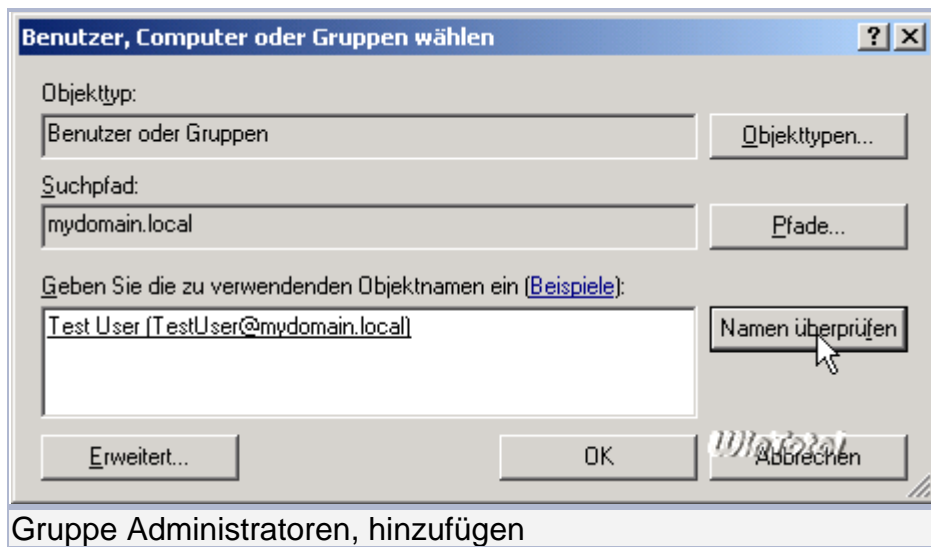 Benutzer, Computer oder Gruppen wählen
Objekttyp:
Benutzer oder Gruppen
Objekttypen...
Suchpfad:
mydomain.local
Pfade...
Geben Sie die zu verwendenden Objektnamen ein (Beispiele):
Test User (TestUser@mydomain.local)
Namen überprüfen
Erweitert...
OK
Abbrechen
Gruppe Administratoren, hinzufügen